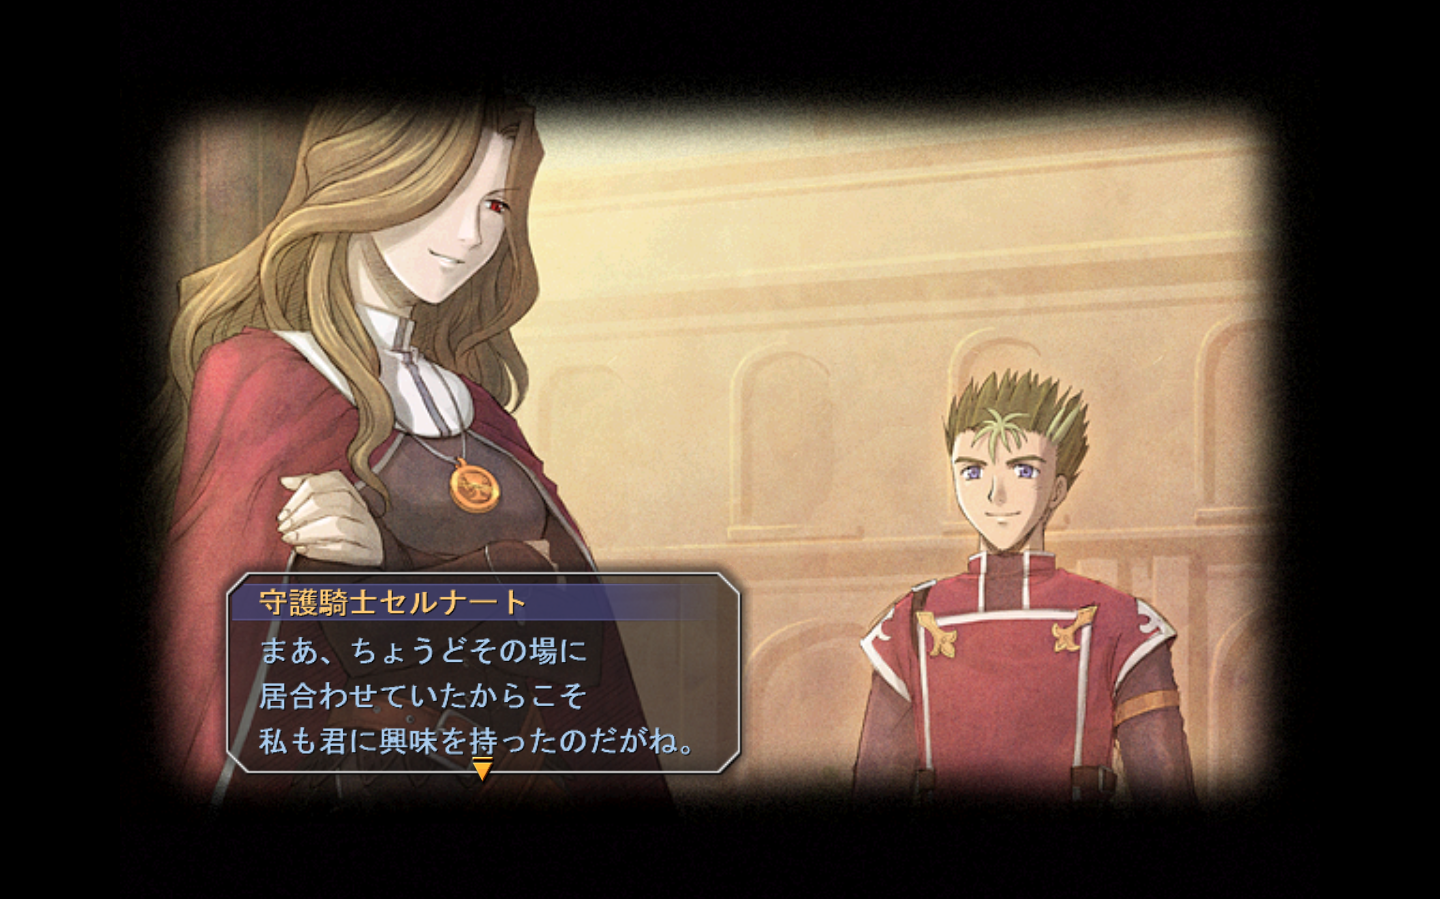 守護騎士セルナート
まあ、ちょうどその場に
居合わせていたからこそ
私も君に興味を持ったのだがね。